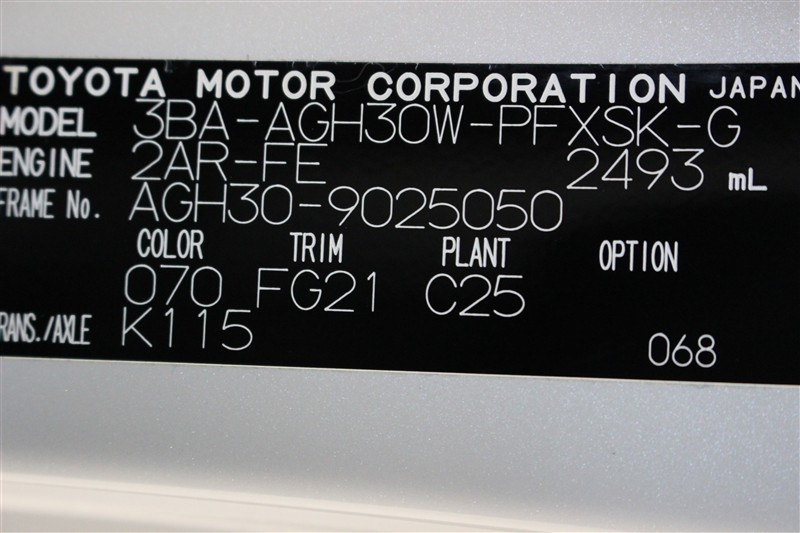 TOYOTA MOTOR CORPORATION JAPAN
MODEL 3BA-AGH30W-PFXSK-G
ENGINE 2AR-FE 2493 mL
FRAME No. AGH30-9025050
COLOR TRIM PLANT OPTION
070 FG21 C25
RANS./AXLE K115 068